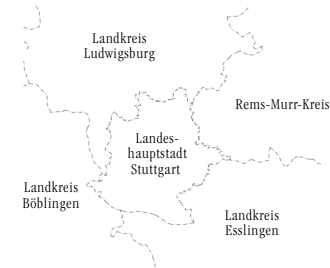 Landkreis
Ludwigsburg
Rems-Murr-Kreis
Landes-
hauptstadt
Stuttgart
Landkreis
Böblingen
Landkreis
Esslingen